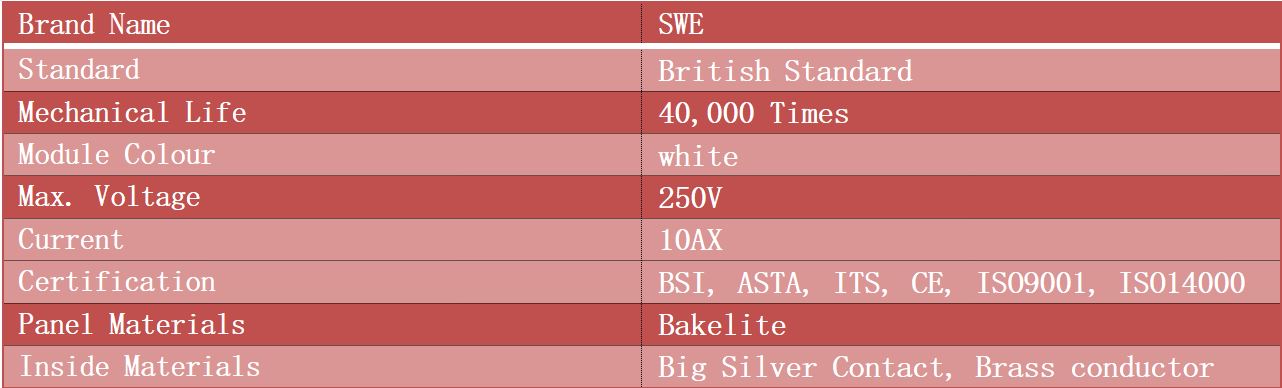 Brand Name SWE
Standard British Standard
Mechanical Life 40,000 Times
Module Colour white
Max. Voltage 250V
Current 10AX
Certification BSI, ASTA, ITS, CE, ISO9001, ISO14000
Panel Materials Bakelite
Inside Materials Big Silver Contact, Brass conductor